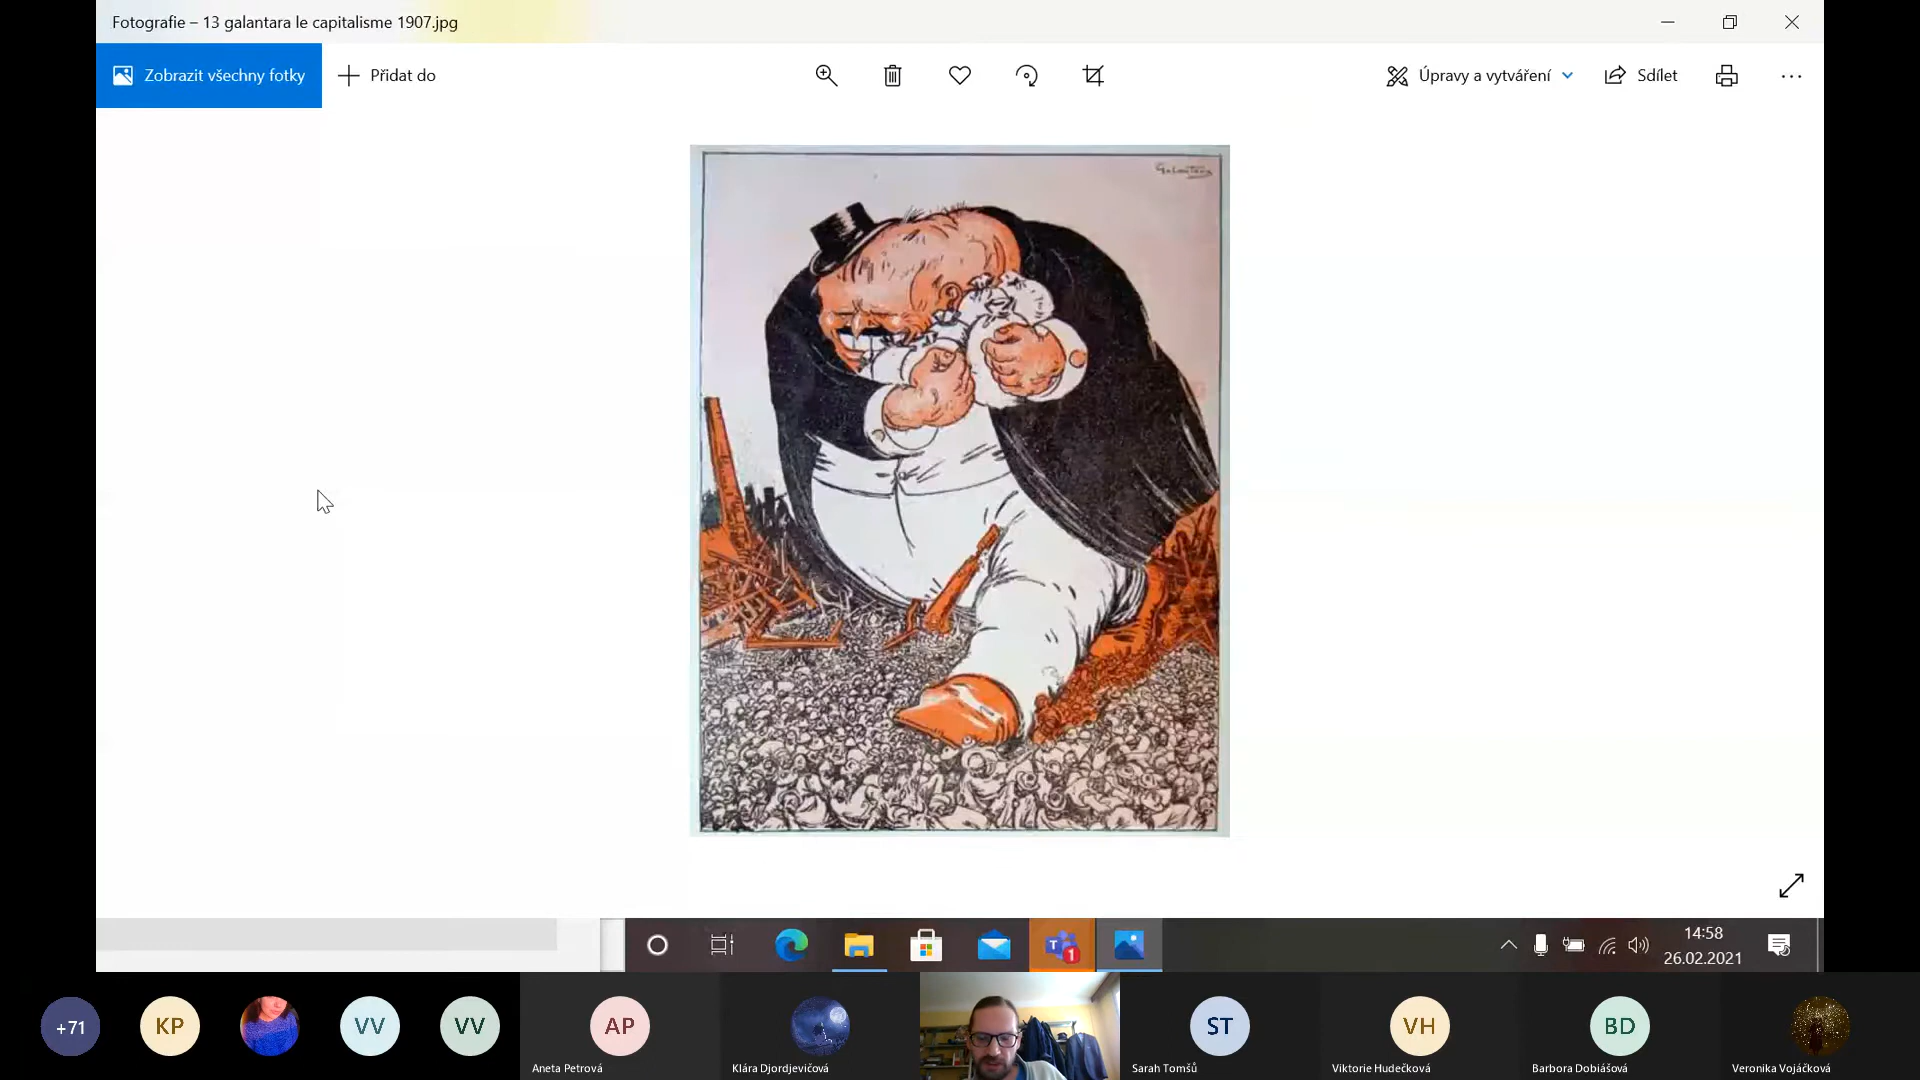 Fotografie – 13 galantara le capitalisme 1907.jpg
Zobrazit všechny fotky
Přidat do
Úpravy a vytváření
Sdílet
Galantara
14:58
26.02.2021
T
1
+71
KP
VV
VV
AP
ST
VH
BD
Aneta Petrová
Klára Djordjevičová
Sarah Tomšů
Viktorie Hudečková
Barbora Dobiášová
Veronika Vojáčková